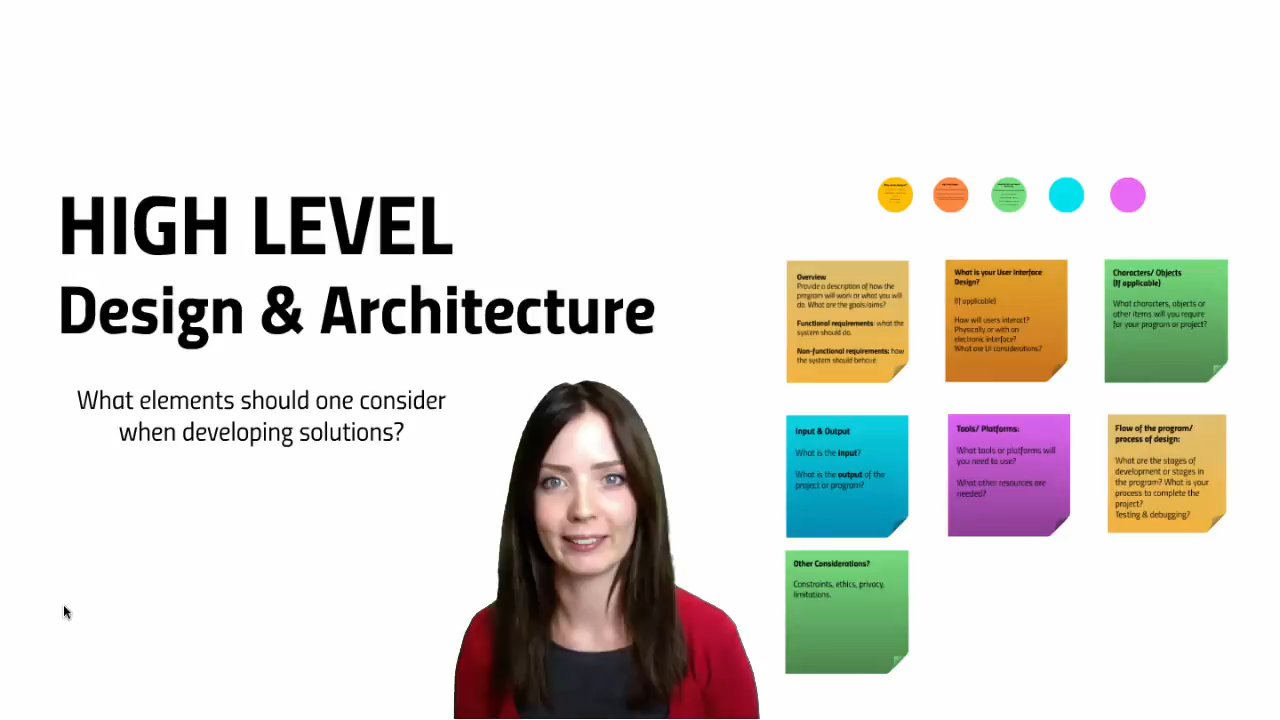 HIGH LEVEL
Design & Architecture
What elements should one consider
when developing solutions?
Overview
Provide a description of how the
program will work or what you will
do. What are the goals/aims?
Functional requirements: what the
system should do.
Non-functional requirements: how
the system should behave.
What is your User Interface
Design?
(If applicable)
How will users interact?
Physically or with an
electronic interface?
What are UI considerations?
Characters/ Objects
(If applicable)
What characters, objects or
other items will you require
for your program or project?
Input & Output
What is the input?
What is the output of the
project or program?
Tools/ Platforms:
What tools or platforms will
you need to use?
What other resources are
needed?
Flow of the program/
process of design:
What are the stages of
development or stages in
the program? What is your
process to complete the
project?
Testing & debugging?
Other Considerations?
Constraints, ethics, privacy,
limitations.